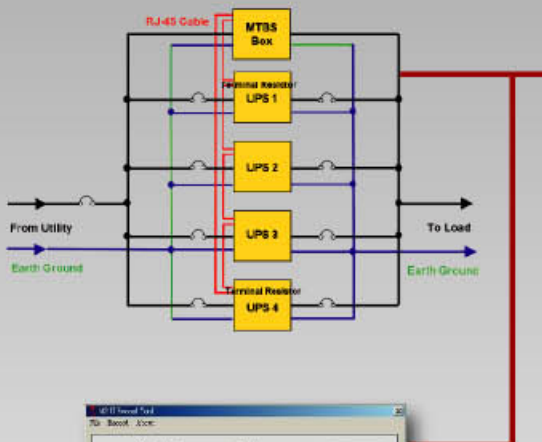 RJ-45 Cable
MTBS
Box
Terminal Resistor
UPS 1
UPS 2
From Utility
To Load
UPS 3
Earth Ground
Earth Ground
Terminal Resistor
UPS 4